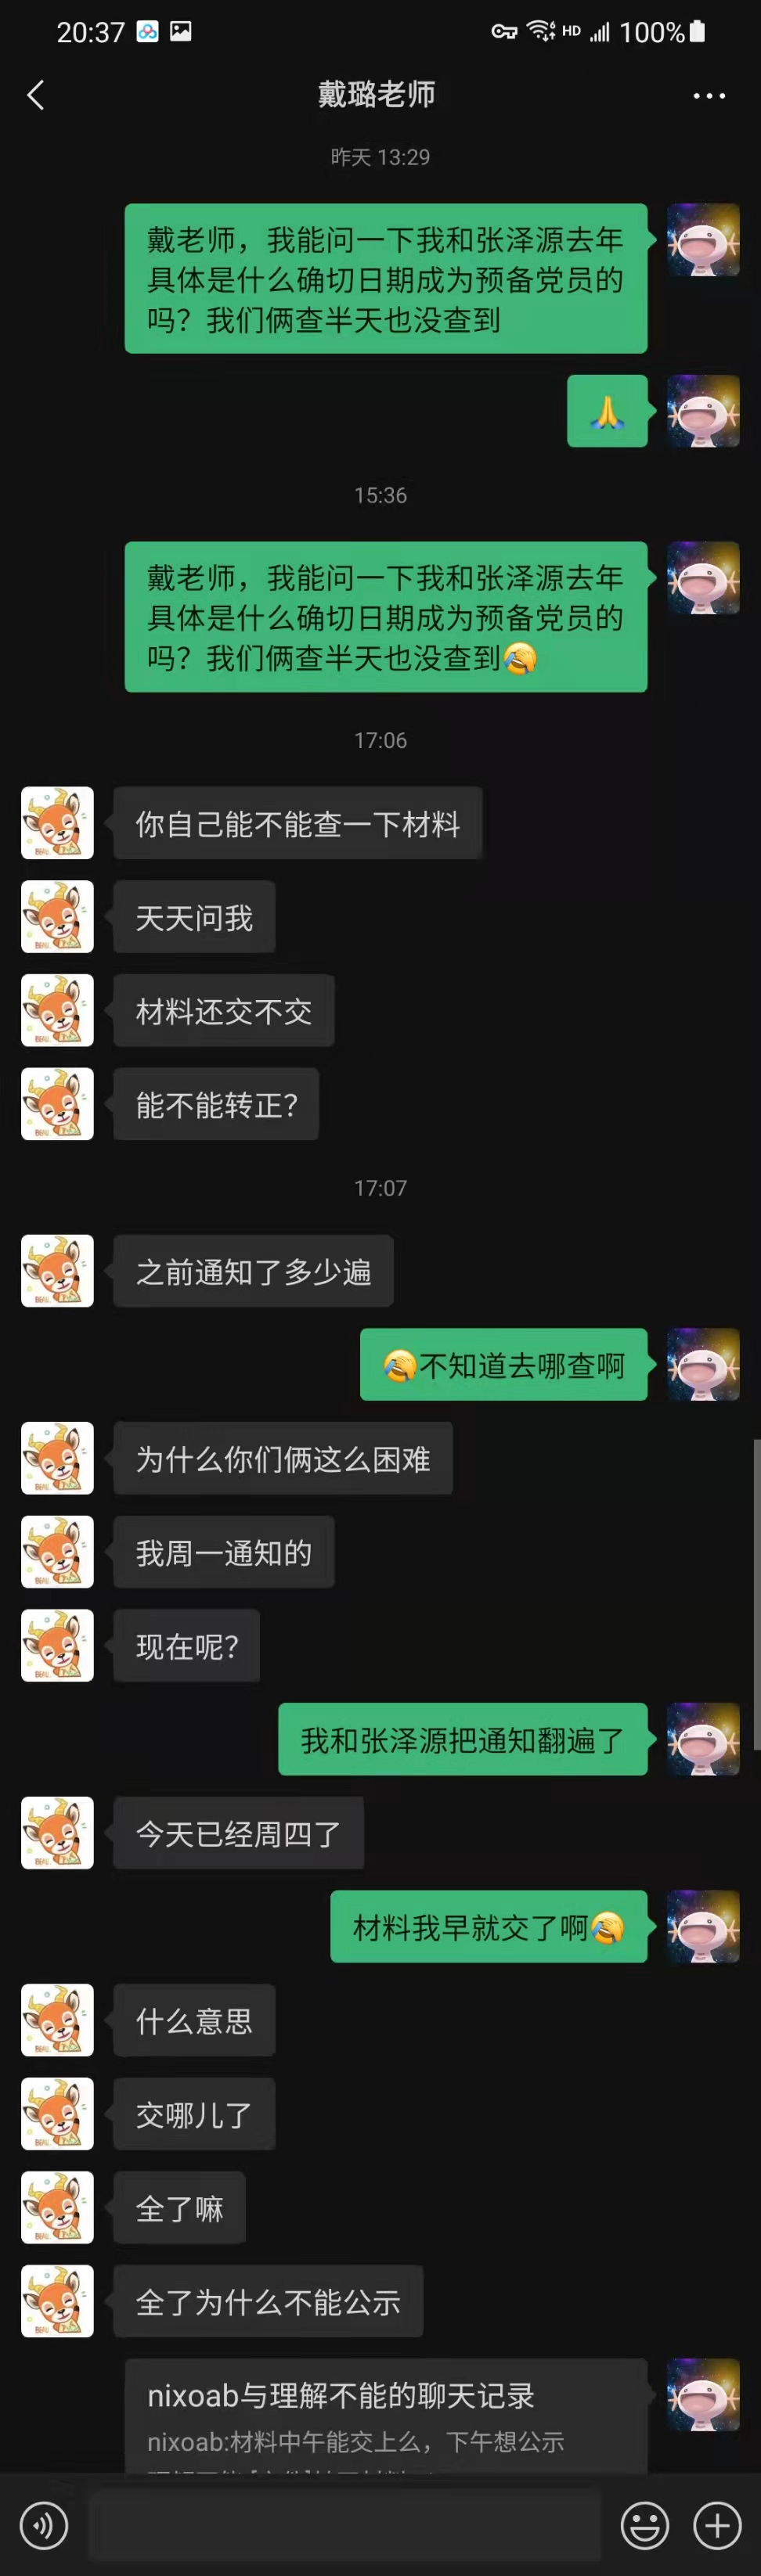 20:37
HD
100%
戴璐老师
昨天 13:29
戴老师，我能问一下我和张泽源去年
具体是什么确切日期成为预备党员的
吗？我们俩查半天也没查到
🙏
15:36
戴老师，我能问一下我和张泽源去年
具体是什么确切日期成为预备党员的
吗？我们俩查半天也没查到😂
17:06
你自己能不能查一下材料
天天问我
材料还交不交
能不能转正？
17:07
之前通知了多少遍
😂不知道去哪查啊
为什么你们俩这么困难
我周一通知的
现在呢？
我和张泽源把通知翻遍了
今天已经周四了
材料我早就交了啊😂
什么意思
交哪儿了
全了嘛
全了为什么不能公示
nixoab与理解不能的聊天记录
nixoab:材料中午能交上么，下午想公示